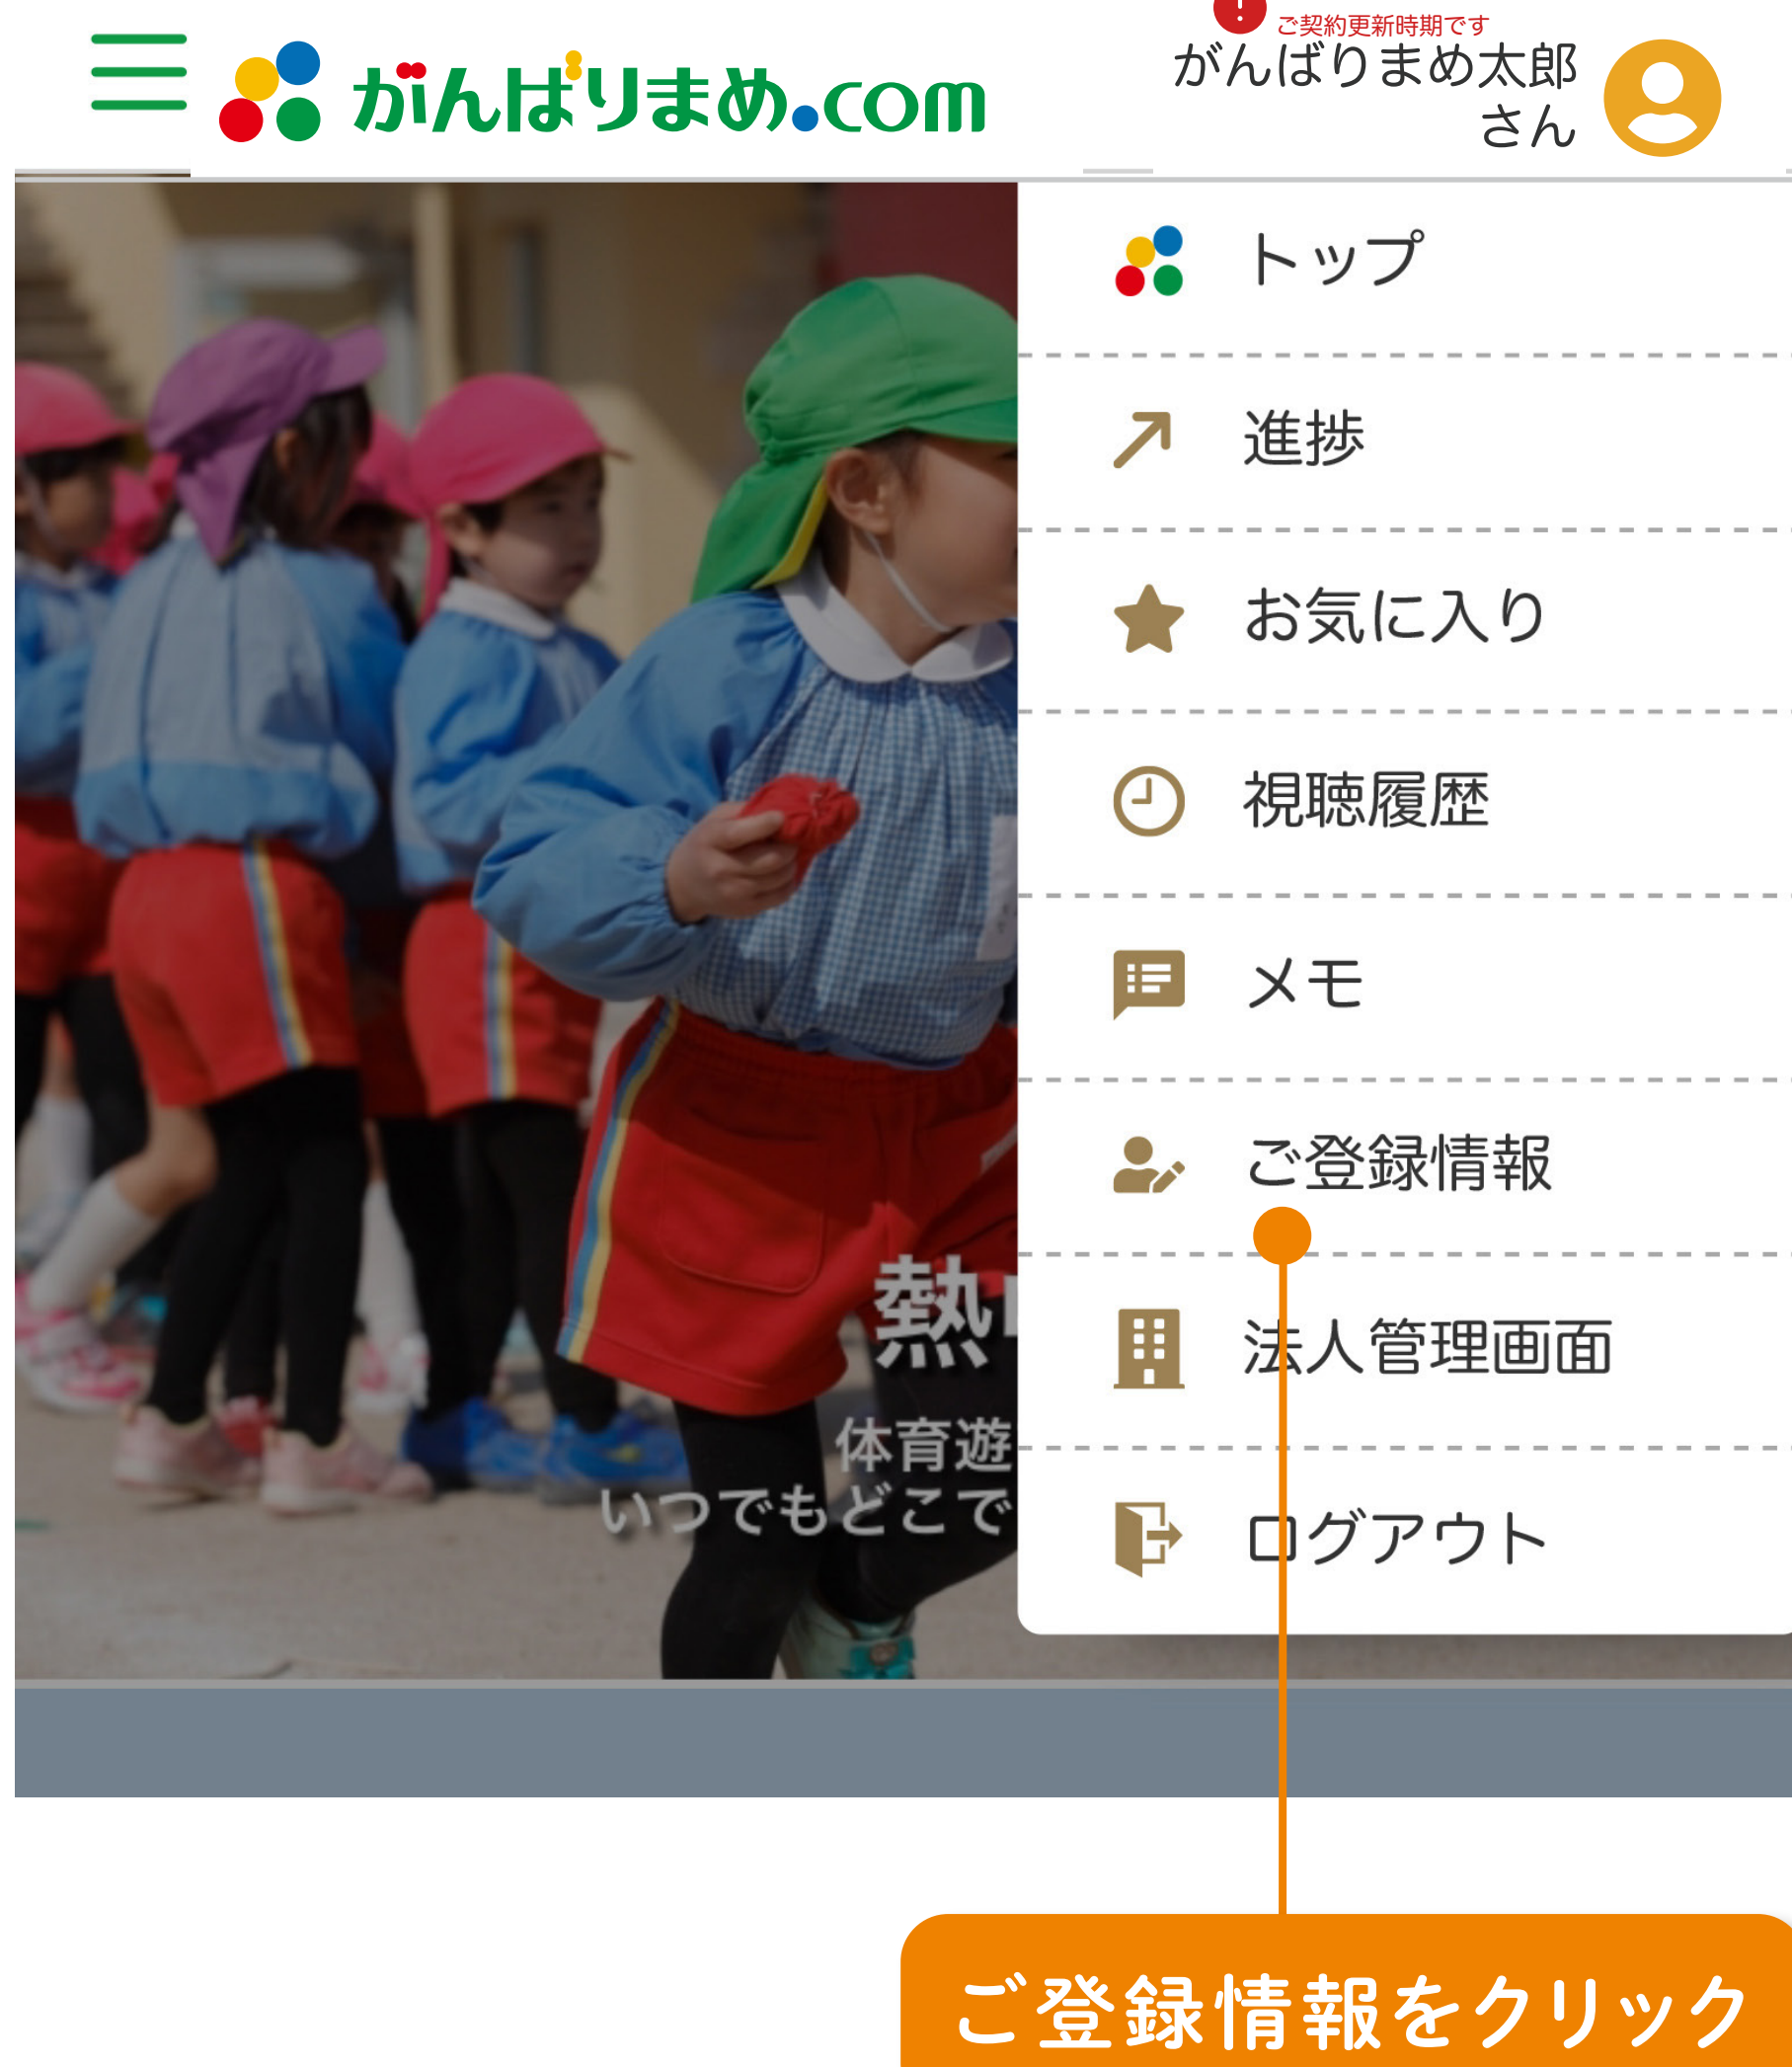 ご契約更新時期です
がんばりまめ.com
がんばりまめ太郎
さん
トップ
進捗
お気に入り
視聴履歴
メモ
ご登録情報
法人管理画面
ログアウト
熱
体育遊
いつでもどこで
ご登録情報をクリック